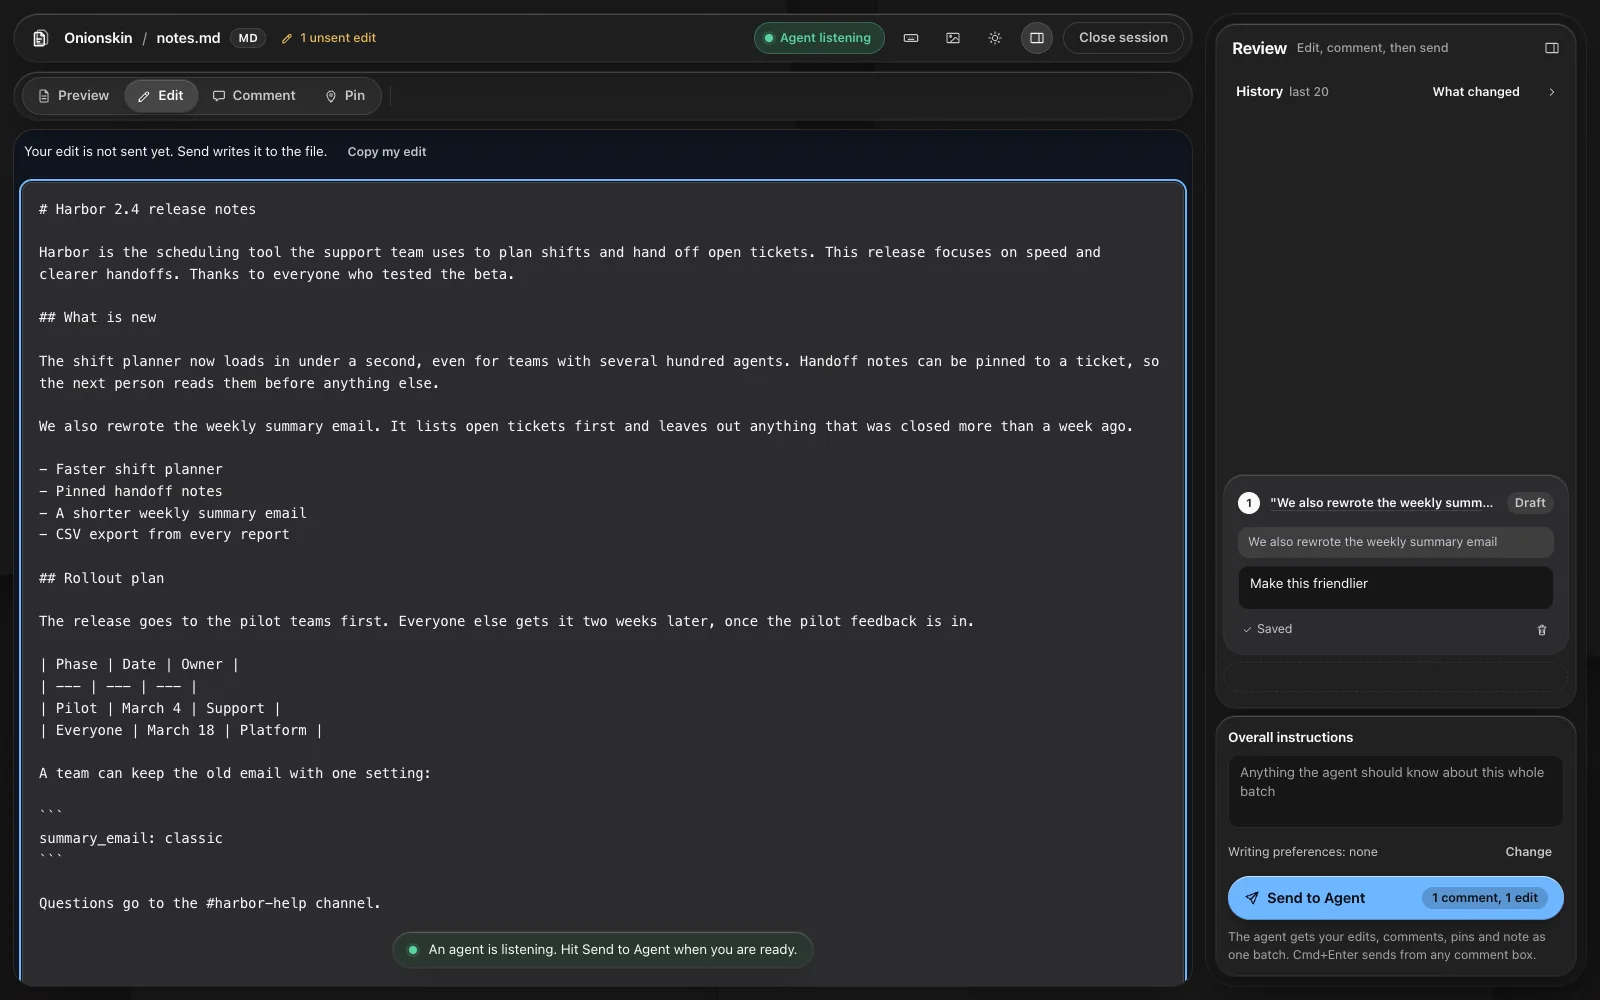 Onionskin / notes.md MD 1 unsent edit
Agent listening
Close session
Preview Edit Comment Pin
Your edit is not sent yet. Send writes it to the file. Copy my edit
# Harbor 2.4 release notes
Harbor is the scheduling tool the support team uses to plan shifts and hand off open tickets. This release focuses on speed and
clearer handoffs. Thanks to everyone who tested the beta.
## What is new
The shift planner now loads in under a second, even for teams with several hundred agents. Handoff notes can be pinned to a ticket, so
the next person reads them before anything else.
We also rewrote the weekly summary email. It lists open tickets first and leaves out anything that was closed more than a week ago.
- Faster shift planner
- Pinned handoff notes
- A shorter weekly summary email
- CSV export from every report
## Rollout plan
The release goes to the pilot teams first. Everyone else gets it two weeks later, once the pilot feedback is in.
| Phase | Date | Owner |
| --- | --- | --- |
| Pilot | March 4 | Support |
| Everyone | March 18 | Platform |
A team can keep the old email with one setting:
```
summary_email: classic
```
Questions go to the #harbor-help channel.
An agent is listening. Hit Send to Agent when you are ready.
Review Edit, comment, then send
History last 20 What changed
1 "We also rewrote the weekly summ... Draft
We also rewrote the weekly summary email
Make this friendlier
Saved
Overall instructions
Anything the agent should know about this whole
batch
Writing preferences: none Change
Send to Agent 1 comment, 1 edit
The agent gets your edits, comments, pins and note as
one batch. Cmd+Enter sends from any comment box.